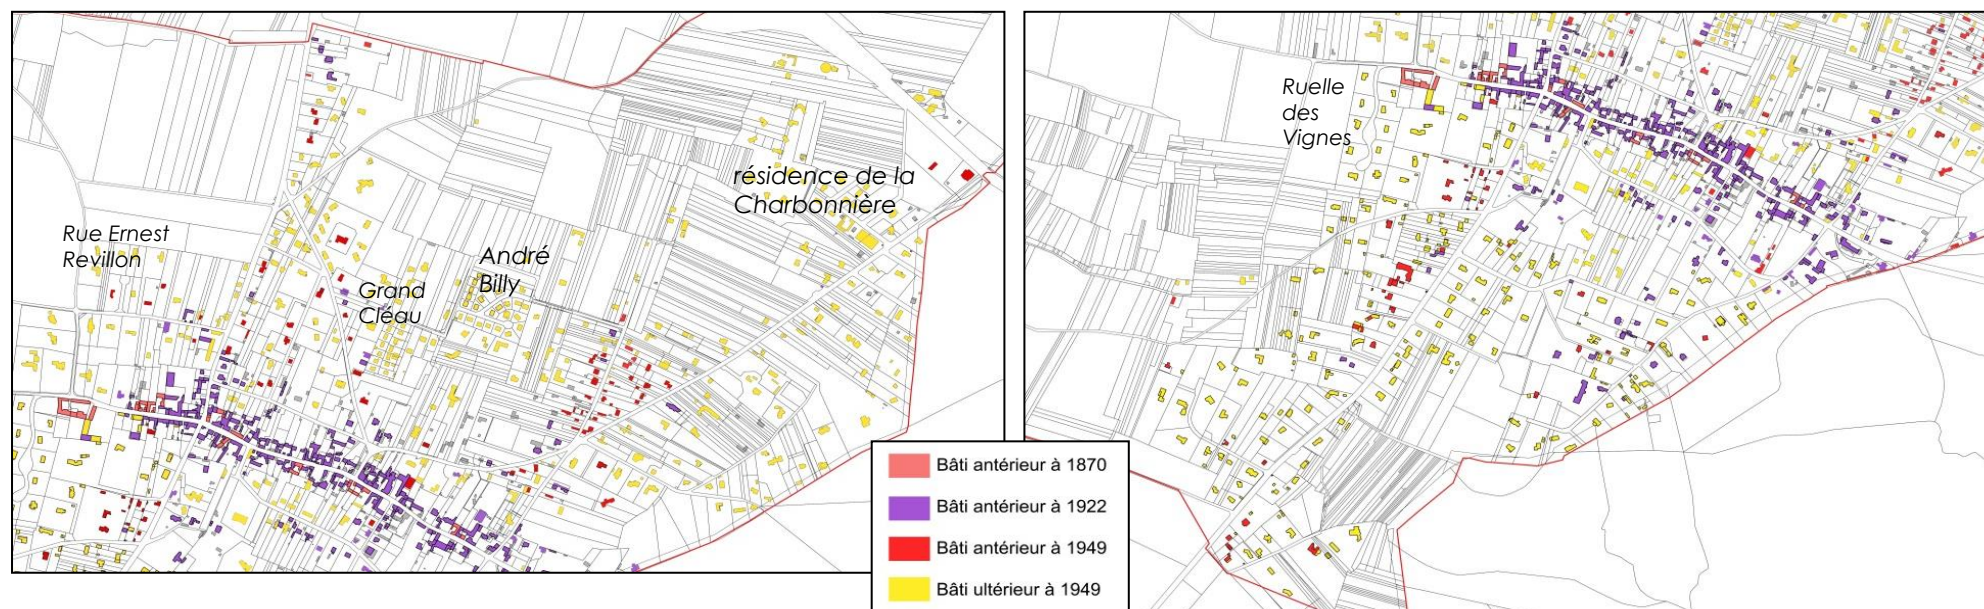 Rue Ernest
Revillon
Grand
Cléau
André
Billy
résidence de la
Charbonnière
Ruelle
des
Vignes
Bâti antérieur à 1870
Bâti antérieur à 1922
Bâti antérieur à 1949
Bâti ultérieur à 1949